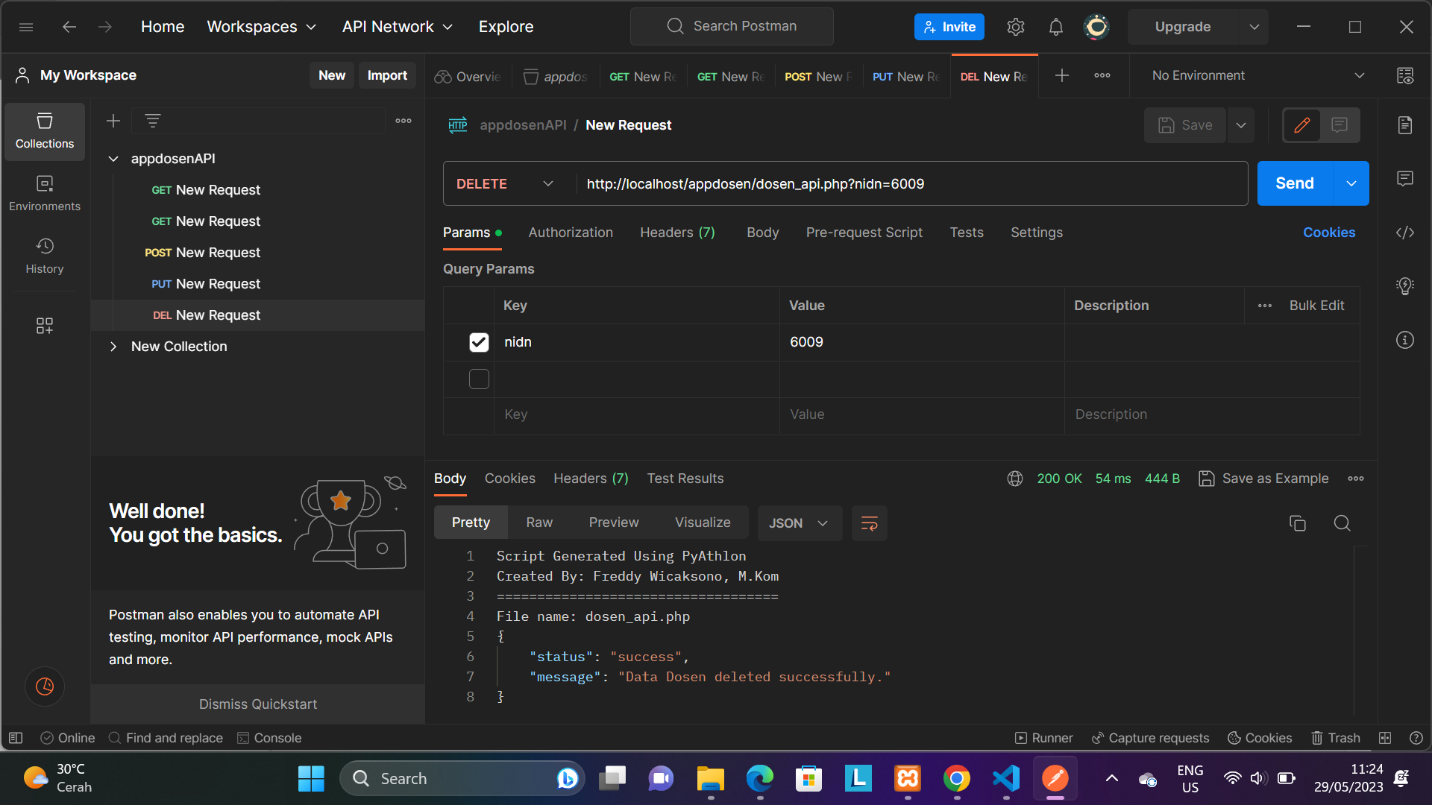 Home Workspaces API Network Explore Search Postman Invite Upgrade
My Workspace New Import
Overvie appdos GET New Re GET New Re POST New R PUT New Re DEL New Re No Environment
Collections
Environments
History
appdosenAPI
GET New Request
GET New Request
POST New Request
PUT New Request
DEL New Request
New Collection
Well done!
You got the basics.
Postman also enables you to automate API
testing, monitor API performance, mock APIs
and more.
Dismiss Quickstart
HTTP appdosenAPI / New Request Save
DELETE http://localhost/appdosen/dosen_api.php?nidn=6009 Send
Params Authorization Headers (7) Body Pre-request Script Tests Settings Cookies
Query Params
Key Value Description Bulk Edit
nidn 6009
Key Value Description
Body Cookies Headers (7) Test Results 200 OK 54 ms 444 B Save as Example
Pretty Raw Preview Visualize JSON
1 Script Generated Using PyAthlon
2 Created By: Freddy Wicaksono, M.Kom
3 ===================================
4 File name: dosen_api.php
5 {
6 "status": "success",
7 "message": "Data Dosen deleted successfully."
8 }
Online Find and replace Console Runner Capture requests Cookies Trash
30°C
Cerah
Search
L
ENG
US
11:24
29/05/2023